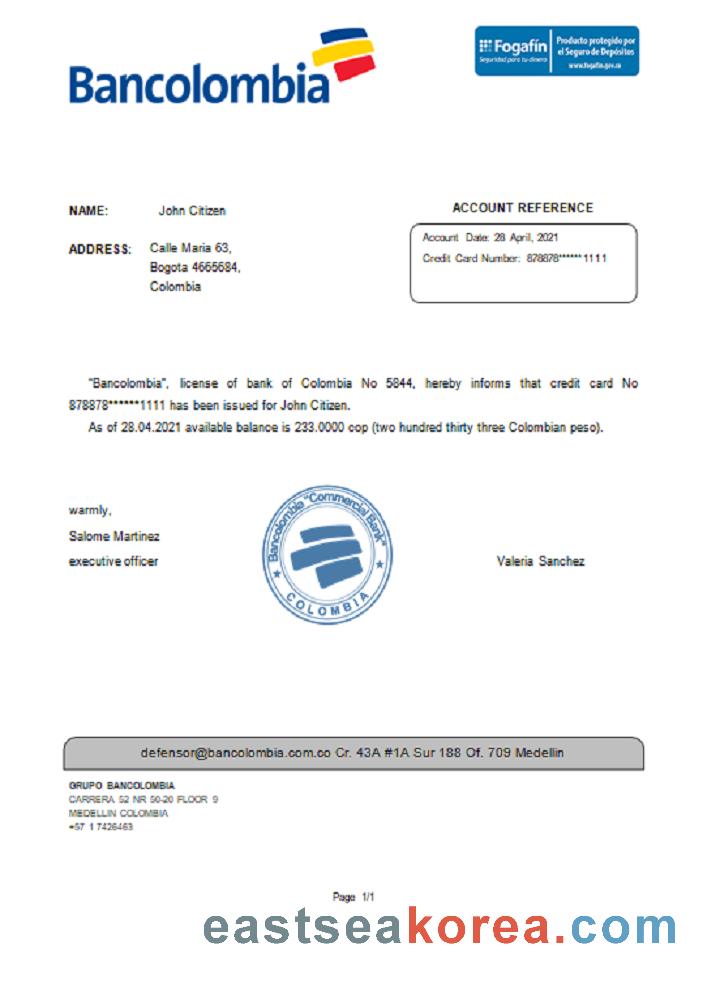 Bancolombia
Fogafín
Seguridad para tu dinero
Producto protegido por
el Seguro de Depósitos
www.fogafin.gov.co
NAME: John Citizen
ADDRESS: Calle Maria 63,
Bogota 4665684,
Colombia
ACCOUNT REFERENCE
Account Date: 28 April, 2021
Credit Card Number: 878878******1111
"Bancolombia", license of bank of Colombia No 5844, hereby informs that credit card No
878878******1111 has been issued for John Citizen.
As of 28.04.2021 available balance is 233.0000 cop (two hundred thirty three Colombian peso).
warmly,
Salome Martinez
executive officer
Bancolombia "Commercial Bank"
COLOMBIA
Valeria Sanchez
defensor@bancolombia.com.co Cr. 43A #1A Sur 188 Of. 709 Medellin
GRUPO BANCOLOMBIA
CARRERA 52 NR 50-20 FLOOR 9
MEDELLIN COLOMBIA
+57 1 7426463
Page 1/1
eastseakorea.com